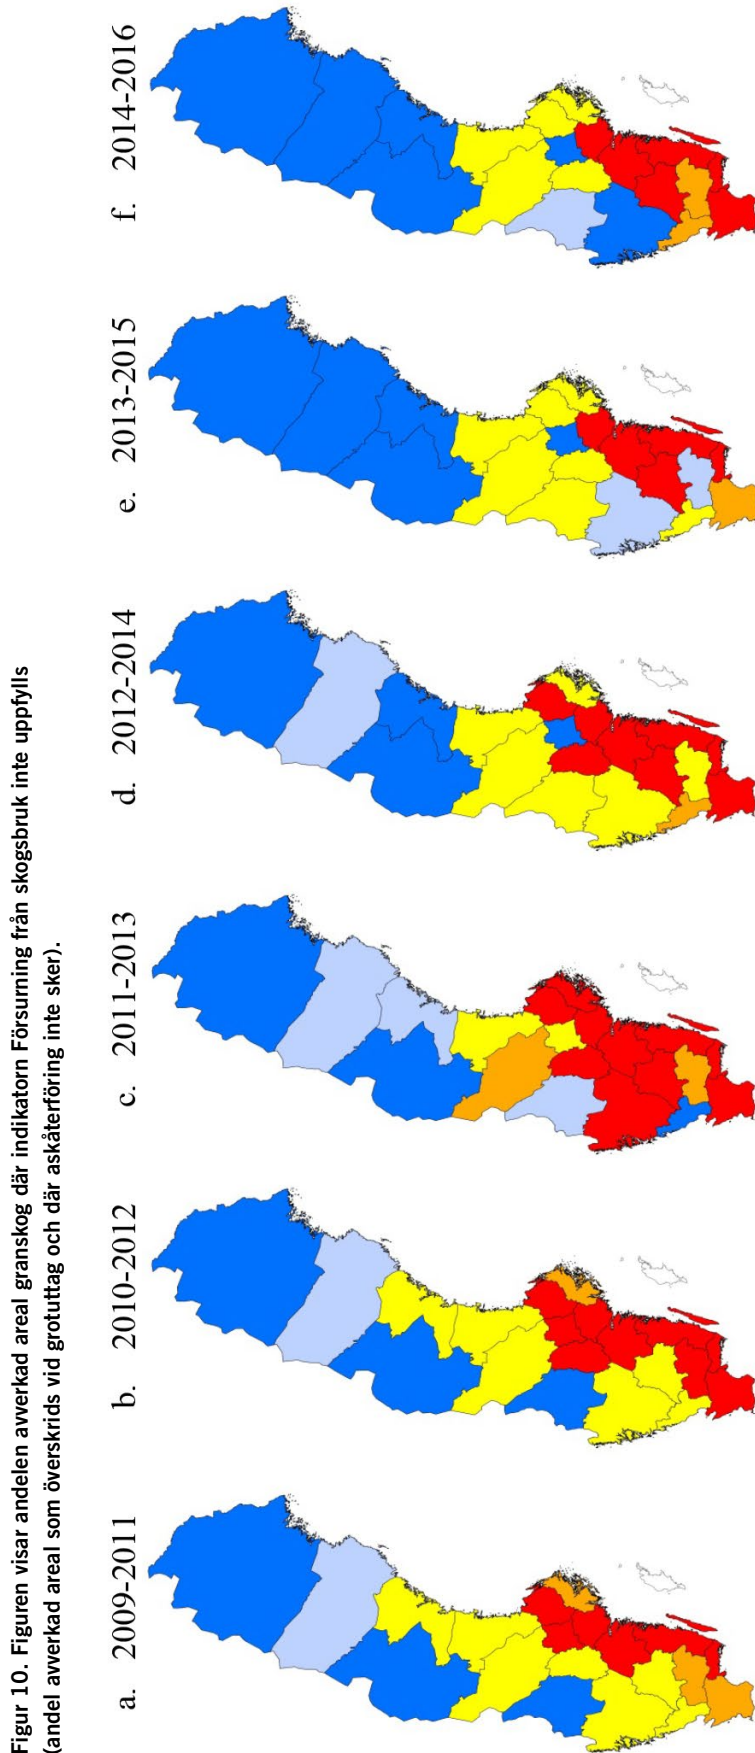 Figur 10. Figuren visar andelen avverkad areal granskog där indikatorn Försurning från skogsbruk inte uppfylls
(andel avverkad areal som överskrids vid grotuttag och där askåterföring inte sker).
a. 2009-2011
b. 2010-2012
c. 2011-2013
d. 2012-2014
e. 2013-2015
f. 2014-2016